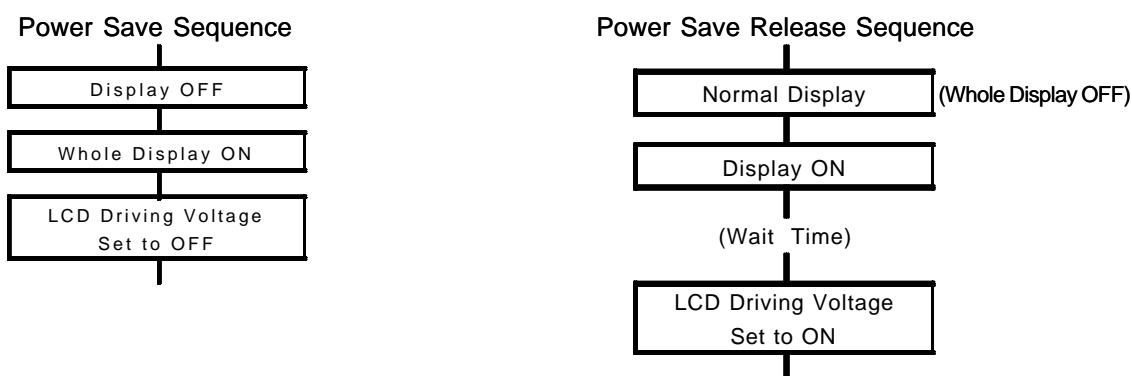 Power Save Sequence
Display OFF
Whole Display ON
LCD Driving Voltage
Set to OFF
Power Save Release Sequence
Normal Display (Whole Display OFF)
Display ON
(Wait Time)
LCD Driving Voltage
Set to ON